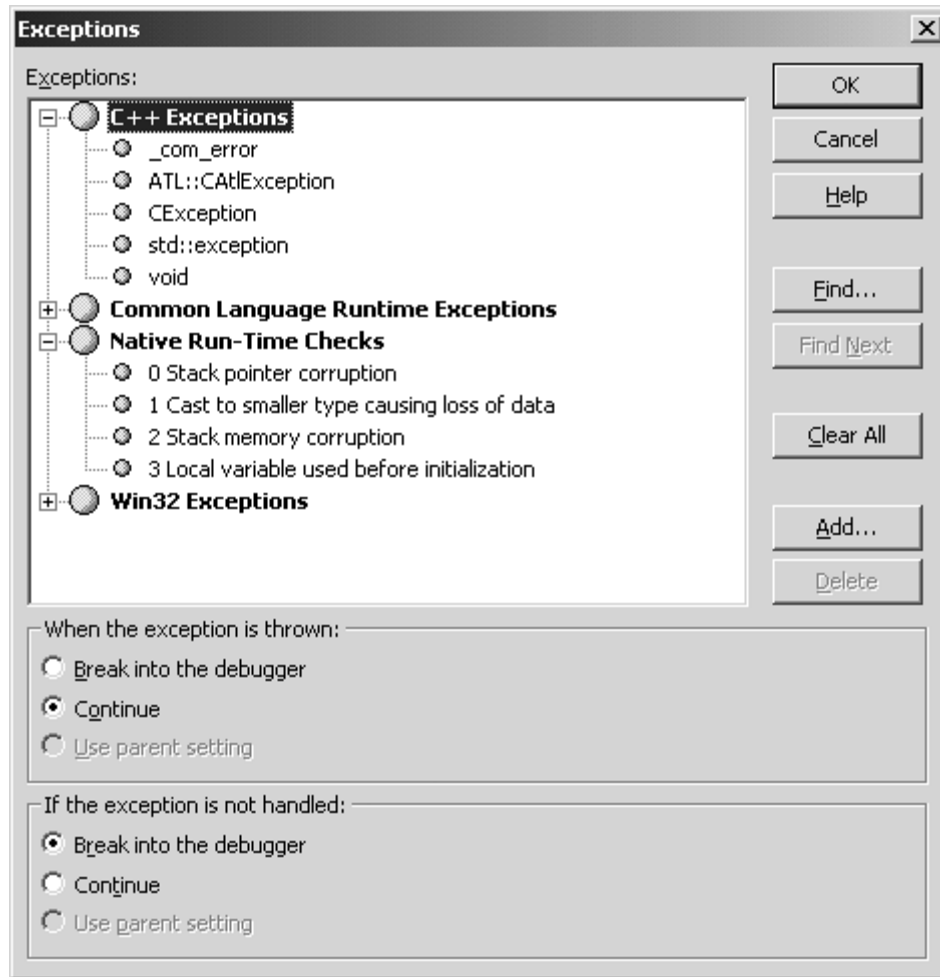 Exceptions
Exceptions:
C++ Exceptions
_com_error
ATL::CAtlException
CException
std::exception
void
Common Language Runtime Exceptions
Native Run-Time Checks
0 Stack pointer corruption
1 Cast to smaller type causing loss of data
2 Stack memory corruption
3 Local variable used before initialization
Win32 Exceptions
OK
Cancel
Help
Find...
Find Next
Clear All
Add...
Delete
When the exception is thrown:
Break into the debugger
Continue
Use parent setting
If the exception is not handled:
Break into the debugger
Continue
Use parent setting